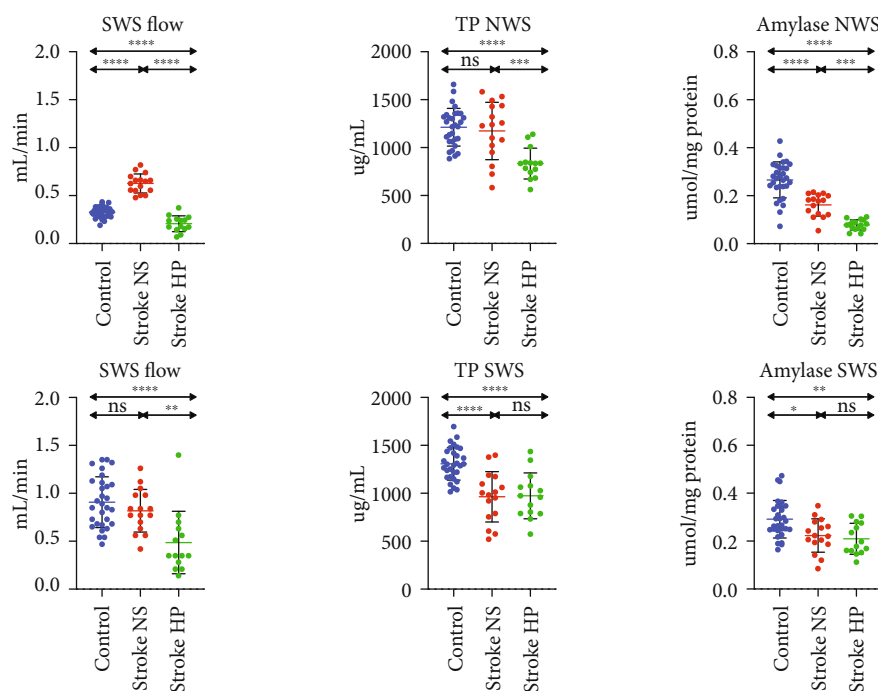 SWS flow
****
****
****
2.0
1.5
1.0
0.5
0.0
mL/min
Control
Stroke NS
Stroke HP
TP NWS
****
ns
***
2000
1500
1000
500
0
ug/mL
Control
Stroke NS
Stroke HP
Amylase NWS
****
****
***
0.8
0.6
0.4
0.2
0.0
umol/mg protein
Control
Stroke NS
Stroke HP
SWS flow
****
ns
**
2.0
1.5
1.0
0.5
0.0
mL/min
Control
Stroke NS
Stroke HP
TP SWS
****
****
ns
2000
1500
1000
500
0
ug/mL
Control
Stroke NS
Stroke HP
Amylase SWS
**
*
ns
0.8
0.6
0.4
0.2
0.0
umol/mg protein
Control
Stroke NS
Stroke HP